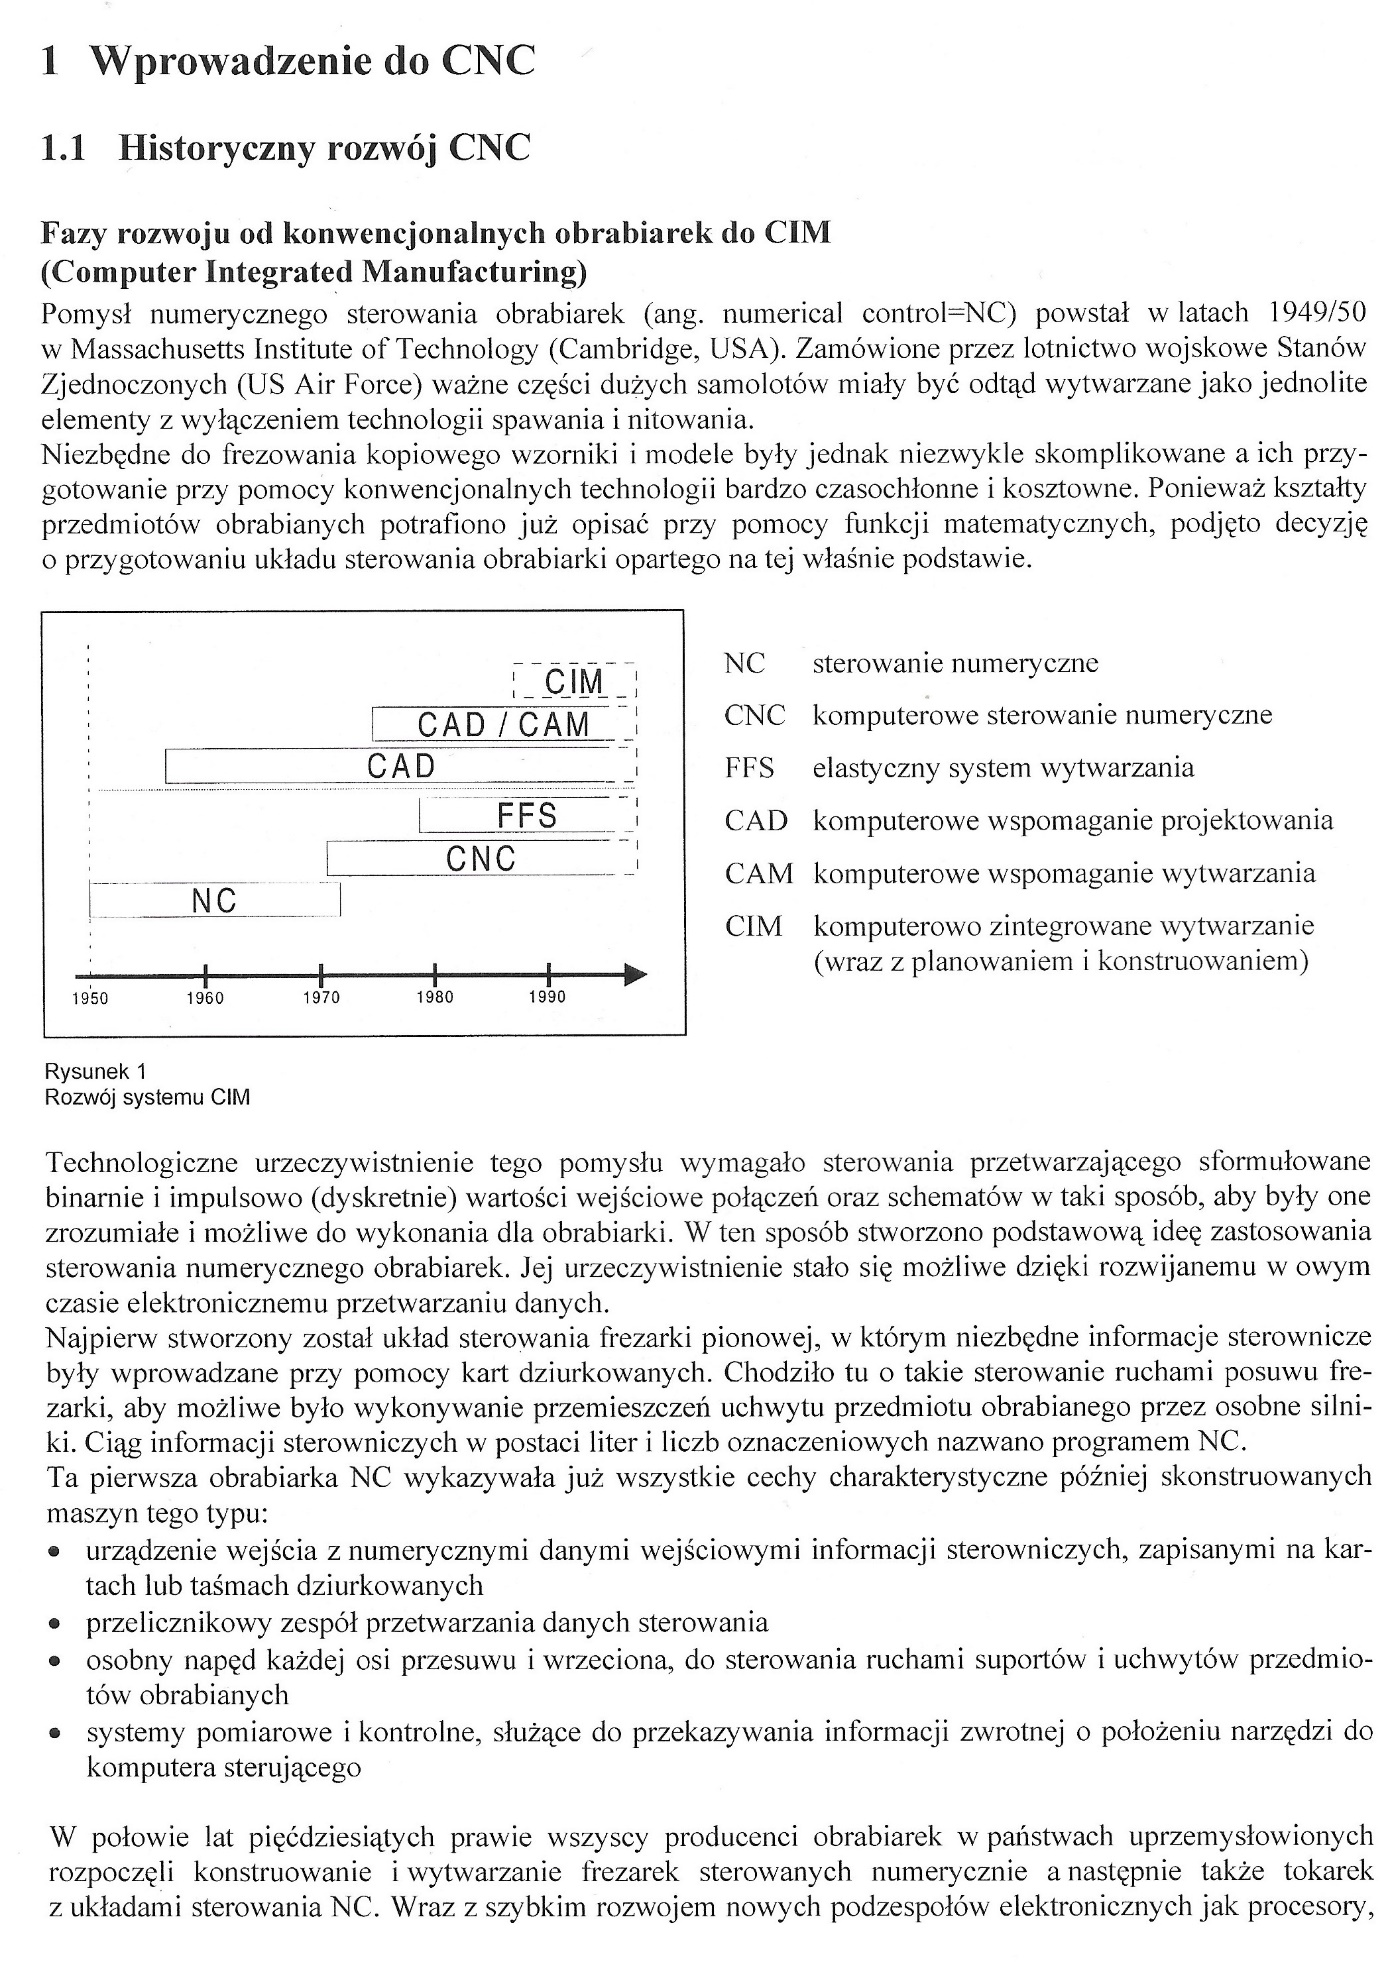 1 Wprowadzenie do CNC
1.1 Historyczny rozwój CNC
Fazy rozwoju od konwencjonalnych obrabiarek do CIM
(Computer Integrated Manufacturing)
Pomysł numerycznego sterowania obrabiarek (ang. numerical control=NC) powstał w latach 1949/50
w Massachusetts Institute of Technology (Cambridge, USA). Zamówione przez lotnictwo wojskowe Stanów
Zjednoczonych (US Air Force) ważne części dużych samolotów miały być odtąd wytwarzane jako jednolite
elementy z wyłączeniem technologii spawania i nitowania.
Niezbędne do frezowania kopiowego wzorniki i modele były jednak niezwykle skomplikowane a ich przy-
gotowanie przy pomocy konwencjonalnych technologii bardzo czasochłonne i kosztowne. Ponieważ kształty
przedmiotów obrabianych potrafiono już opisać przy pomocy funkcji matematycznych, podjęto decyzję
o przygotowaniu układu sterowania obrabiarki opartego na tej właśnie podstawie.
CIM
CAD / CAM
CAD
FFS
CNC
NC
1950 1960 1970 1980 1990
NC sterowanie numeryczne
CNC komputerowe sterowanie numeryczne
FFS elastyczny system wytwarzania
CAD komputerowe wspomaganie projektowania
CAM komputerowe wspomaganie wytwarzania
CIM komputerowo zintegrowane wytwarzanie
(wraz z planowaniem i konstruowaniem)
Rysunek 1
Rozwój systemu CIM
Technologiczne urzeczywistnienie tego pomysłu wymagało sterowania przetwarzającego sformułowane
binarnie i impulsowo (dyskretnie) wartości wejściowe połączeń oraz schematów w taki sposób, aby były one
zrozumiałe i możliwe do wykonania dla obrabiarki. W ten sposób stworzono podstawową ideę zastosowania
sterowania numerycznego obrabiarek. Jej urzeczywistnienie stało się możliwe dzięki rozwijanemu w owym
czasie elektronicznemu przetwarzaniu danych.
Najpierw stworzony został układ sterowania frezarki pionowej, w którym niezbędne informacje sterownicze
były wprowadzane przy pomocy kart dziurkowanych. Chodziło tu o takie sterowanie ruchami posuwu fre-
zarki, aby możliwe było wykonywanie przemieszczeń uchwytu przedmiotu obrabianego przez osobne silni-
ki. Ciąg informacji sterowniczych w postaci liter i liczb oznaczeniowych nazwano programem NC.
Ta pierwsza obrabiarka NC wykazywała już wszystkie cechy charakterystyczne później skonstruowanych
maszyn tego typu:
• urządzenie wejścia z numerycznymi danymi wejściowymi informacji sterowniczych, zapisanymi na kar-
tach lub taśmach dziurkowanych
• przelicznikowy zespół przetwarzania danych sterowania
• osobny napęd każdej osi przesuwu i wrzeciona, do sterowania ruchami suportów i uchwytów przedmio-
tów obrabianych
• systemy pomiarowe i kontrolne, służące do przekazywania informacji zwrotnej o położeniu narzędzi do
komputera sterującego
W połowie lat pięćdziesiątych prawie wszyscy producenci obrabiarek w państwach uprzemysłowionych
rozpoczęli konstruowanie i wytwarzanie frezarek sterowanych numerycznie a następnie także tokarek
z układami sterowania NC. Wraz z szybkim rozwojem nowych podzespołów elektronicznych jak procesory,